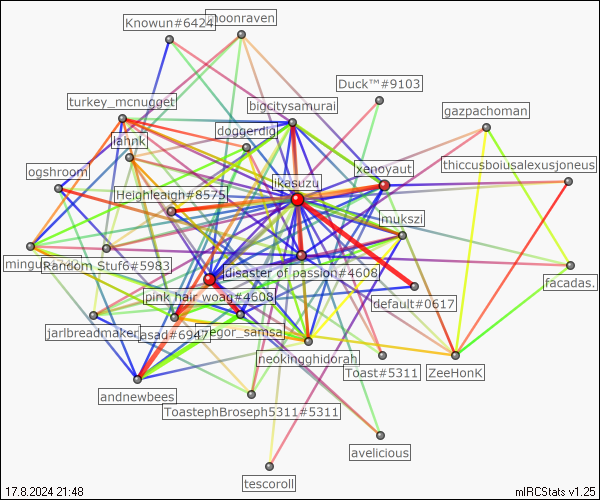 Knowun#6424
moonraven
Duck™#9103
turkey_mcnugget
bigcitysamurai
gazpachoman
doggerdig
lahnk
xenoyaut
thiccusboiusalexusjoneus
ogshroom
ikasuzu
Heighleaigh#8575
mukszi
Random Stuf6#5983
disaster of passion#4608
facadas.
pink hair woag#4608
default#0617
jarlbreadmaker
asad#6947
gregor_samsa
neokingghidorah
Toast#5311
ZeeHonK
andnewbees
ToastephBroseph5311#5311
avelicious
tescoroll
17.8.2024 21:48
mIRCStats v1.25